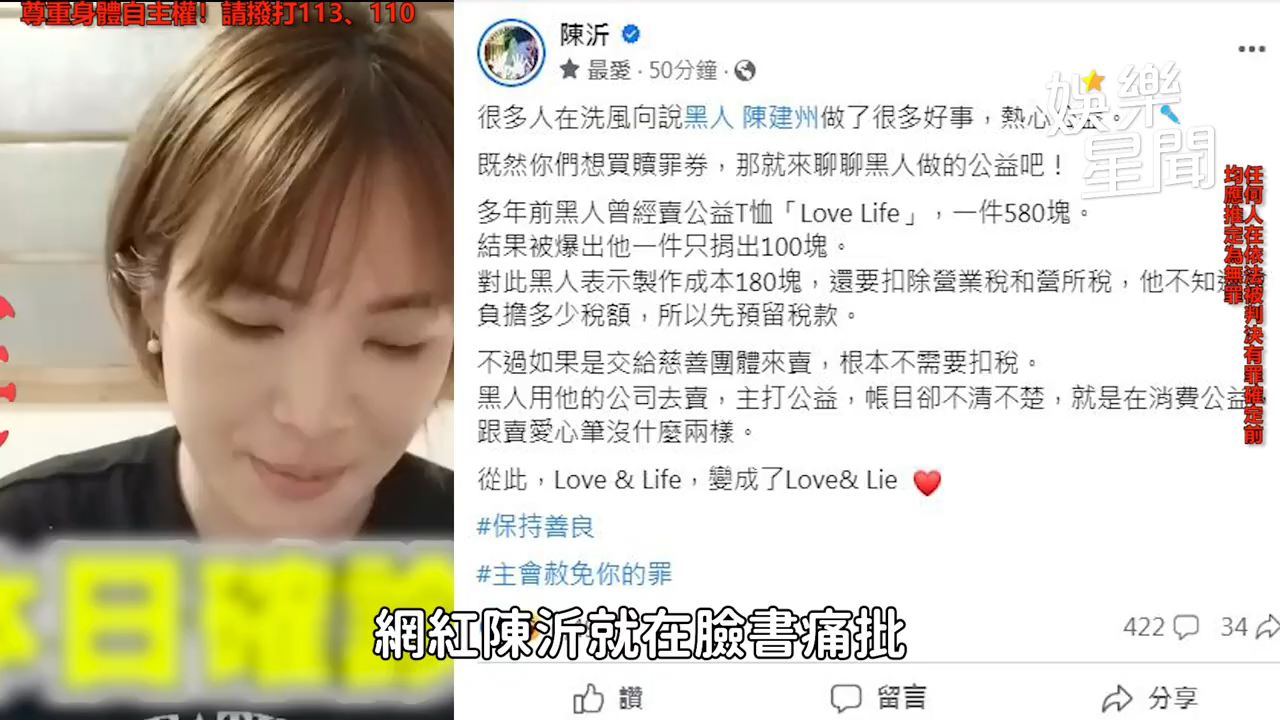 尊重身體自主權！請撥打113、110
陳沂
最愛·50分鐘·
很多人在洗風向說黑人 陳建州做了很多好事，熱心公益。
娛樂
星聞
既然你們想買贖罪券，那就來聊聊黑人做的公益吧！
多年前黑人曾經賣公益T恤「Love Life」，一件580塊。
結果被爆出他一件只捐出100塊。
對此黑人表示製作成本180塊，還要扣除營業稅和營所稅，他不知
負擔多少稅額，所以先預留稅款。
不過如果是交給慈善團體來賣，根本不需要扣稅。
黑人用他的公司去賣，主打公益，帳目卻不清不楚，就是在消費公益，
跟賣愛心筆沒什麼兩樣。
從此，Love & Life，變成了Love& Lie
#保持善良
#主會赦免你的罪
任何人在依法被判決有罪確定前
均應推定為無罪
日確
網紅陳沂就在臉書痛批
422
34
讚
留言
分享